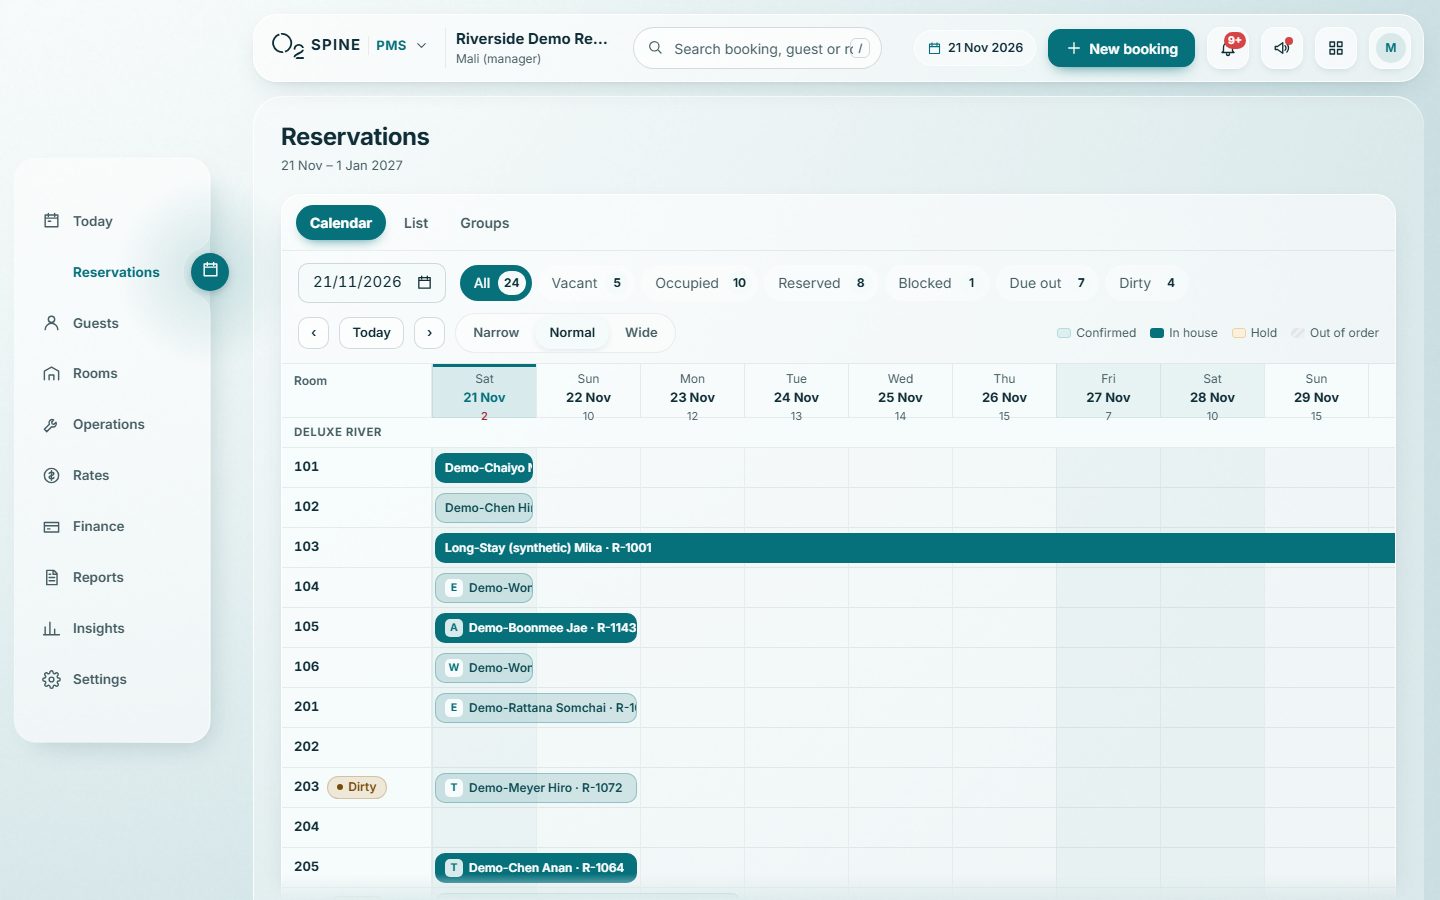 O2 SPINE PMS
Riverside Demo Re...
Mali (manager)
Search booking, guest or ro
/
21 Nov 2026
+ New booking
9+
M
Today
Reservations
Guests
Rooms
Operations
Rates
Finance
Reports
Insights
Settings
Reservations
21 Nov – 1 Jan 2027
Calendar List Groups
21/11/2026
All 24 Vacant 5 Occupied 10 Reserved 8 Blocked 1 Due out 7 Dirty 4
‹ Today › Narrow Normal Wide
Confirmed In house Hold Out of order
Room
Sat Sun Mon Tue Wed Thu Fri Sat Sun
21 Nov 22 Nov 23 Nov 24 Nov 25 Nov 26 Nov 27 Nov 28 Nov 29 Nov
2 10 12 13 14 15 7 10 15
DELUXE RIVER
101 Demo-Chaiyo
102 Demo-Chen Hi
103 Long-Stay (synthetic) Mika · R-1001
104 E Demo-Won
105 A Demo-Boonmee Jae · R-1143
106 W Demo-Won
201 E Demo-Rattana Somchai · R-1
202
203 Dirty T Demo-Meyer Hiro · R-1072
204
205 T Demo-Chen Anan · R-1064